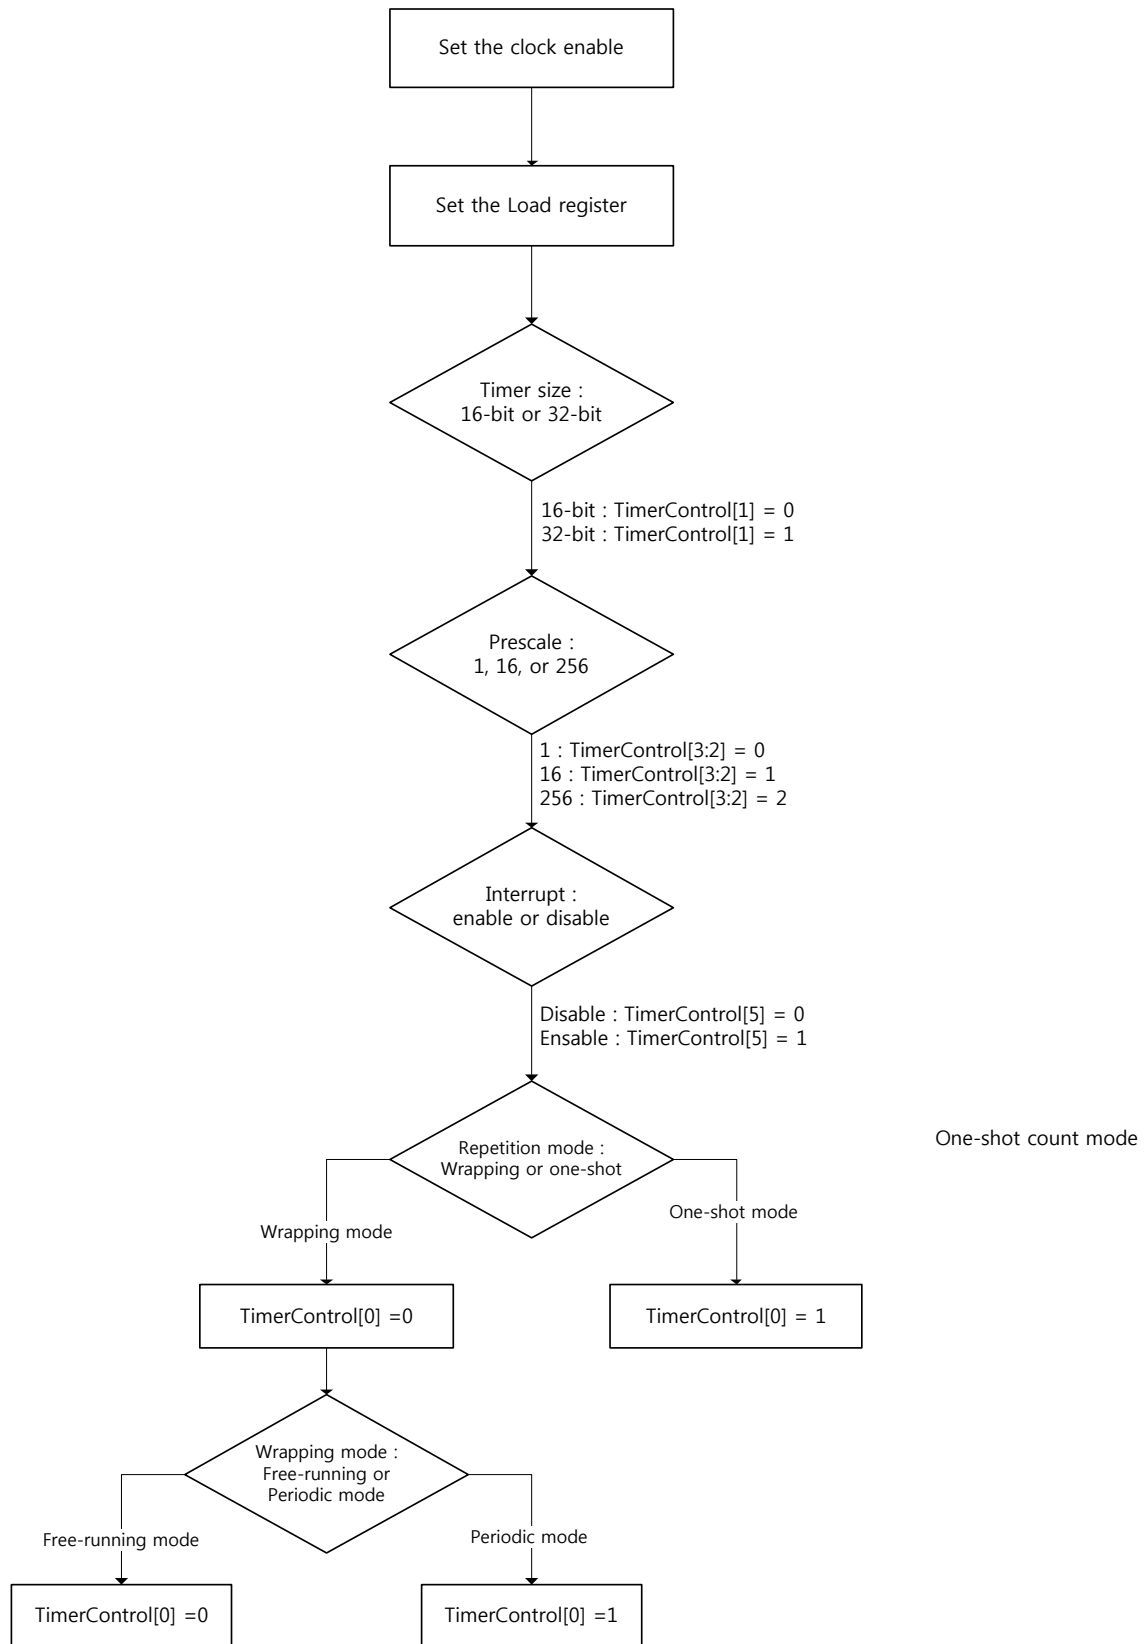 Set the clock enable
Set the Load register
Timer size :
16-bit or 32-bit
16-bit : TimerControl[1] = 0
32-bit : TimerControl[1] = 1
Prescale :
1, 16, or 256
1 : TimerControl[3:2] = 0
16 : TimerControl[3:2] = 1
256 : TimerControl[3:2] = 2
Interrupt :
enable or disable
Disable : TimerControl[5] = 0
Ensable : TimerControl[5] = 1
Repetition mode :
Wrapping or one-shot
One-shot count mode
Wrapping mode
One-shot mode
TimerControl[0] =0
TimerControl[0] = 1
Wrapping mode :
Free-running or
Periodic mode
Free-running mode
Periodic mode
TimerControl[0] =0
TimerControl[0] =1